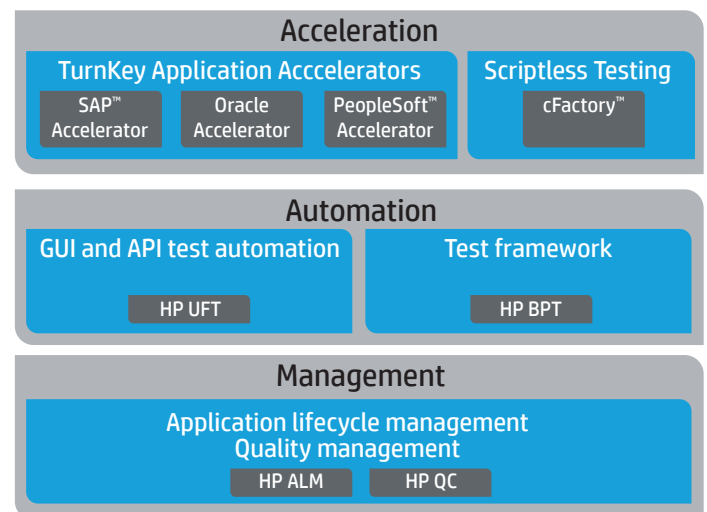 Acceleration
TurnKey Application Acccelerators
SAP™
Accelerator
Oracle
Accelerator
PeopleSoft™
Accelerator
Scriptless Testing
cFactory™
Automation
GUI and API test automation
HP UFT
Test framework
HP BPT
Management
Application lifecycle management
Quality management
HP ALM
HP QC